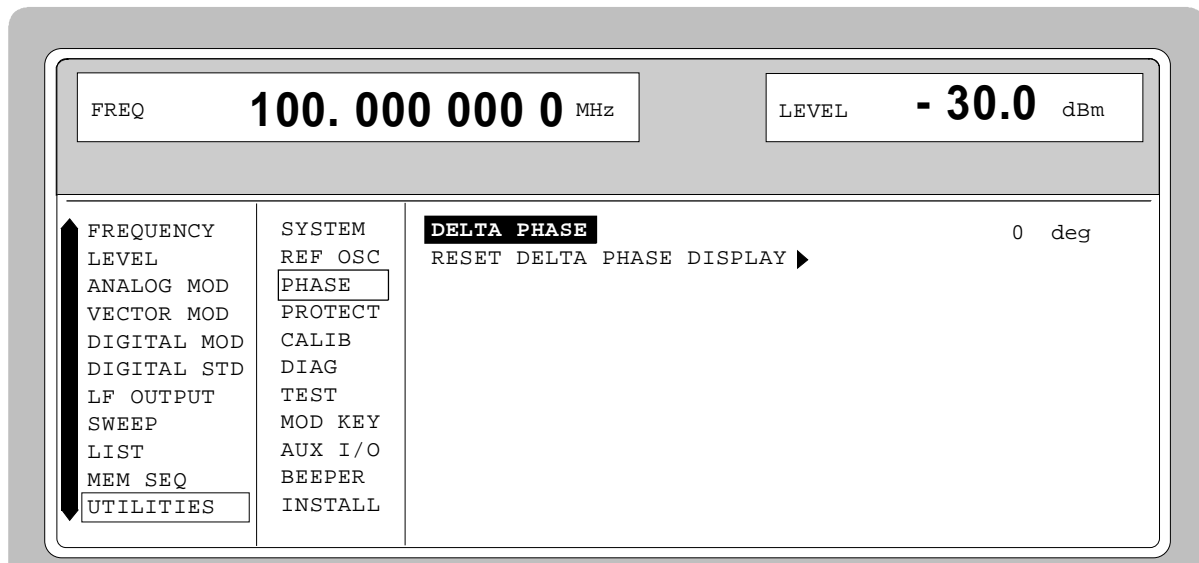 FREQ 100. 000 000 0 MHz LEVEL - 30.0 dBm
FREQUENCY
LEVEL
ANALOG MOD
VECTOR MOD
DIGITAL MOD
DIGITAL STD
LF OUTPUT
SWEEP
LIST
MEM SEQ
UTILITIES
SYSTEM
REF OSC
PHASE
PROTECT
CALIB
DIAG
TEST
MOD KEY
AUX I/O
BEEPER
INSTALL
DELTA PHASE 0 deg
RESET DELTA PHASE DISPLAY